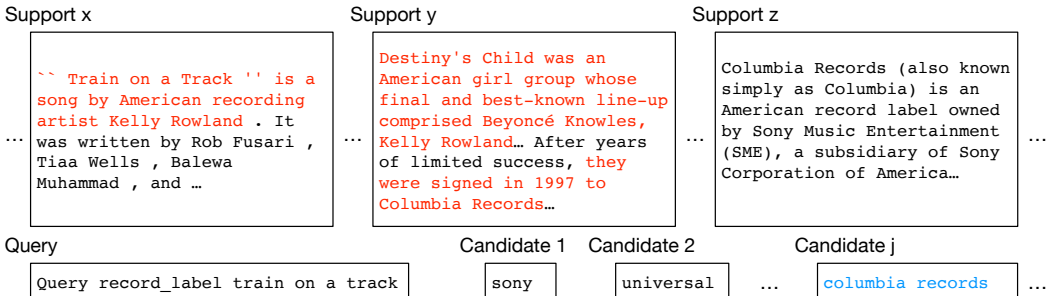 Support x
Support y
Support z
…
`` Train on a Track '' is a
song by American recording
artist Kelly Rowland . It
was written by Rob Fusari ,
Tiaa Wells , Balewa
Muhammad , and …
…
Destiny's Child was an
American girl group whose
final and best-known line-up
comprised Beyoncé Knowles,
Kelly Rowland… After years
of limited success, they
were signed in 1997 to
Columbia Records…
…
Columbia Records (also known
simply as Columbia) is an
American record label owned
by Sony Music Entertainment
(SME), a subsidiary of Sony
Corporation of America…
…
Query
Candidate 1
Candidate 2
Candidate j
Query record_label train on a track
sony
universal
…
columbia records
…